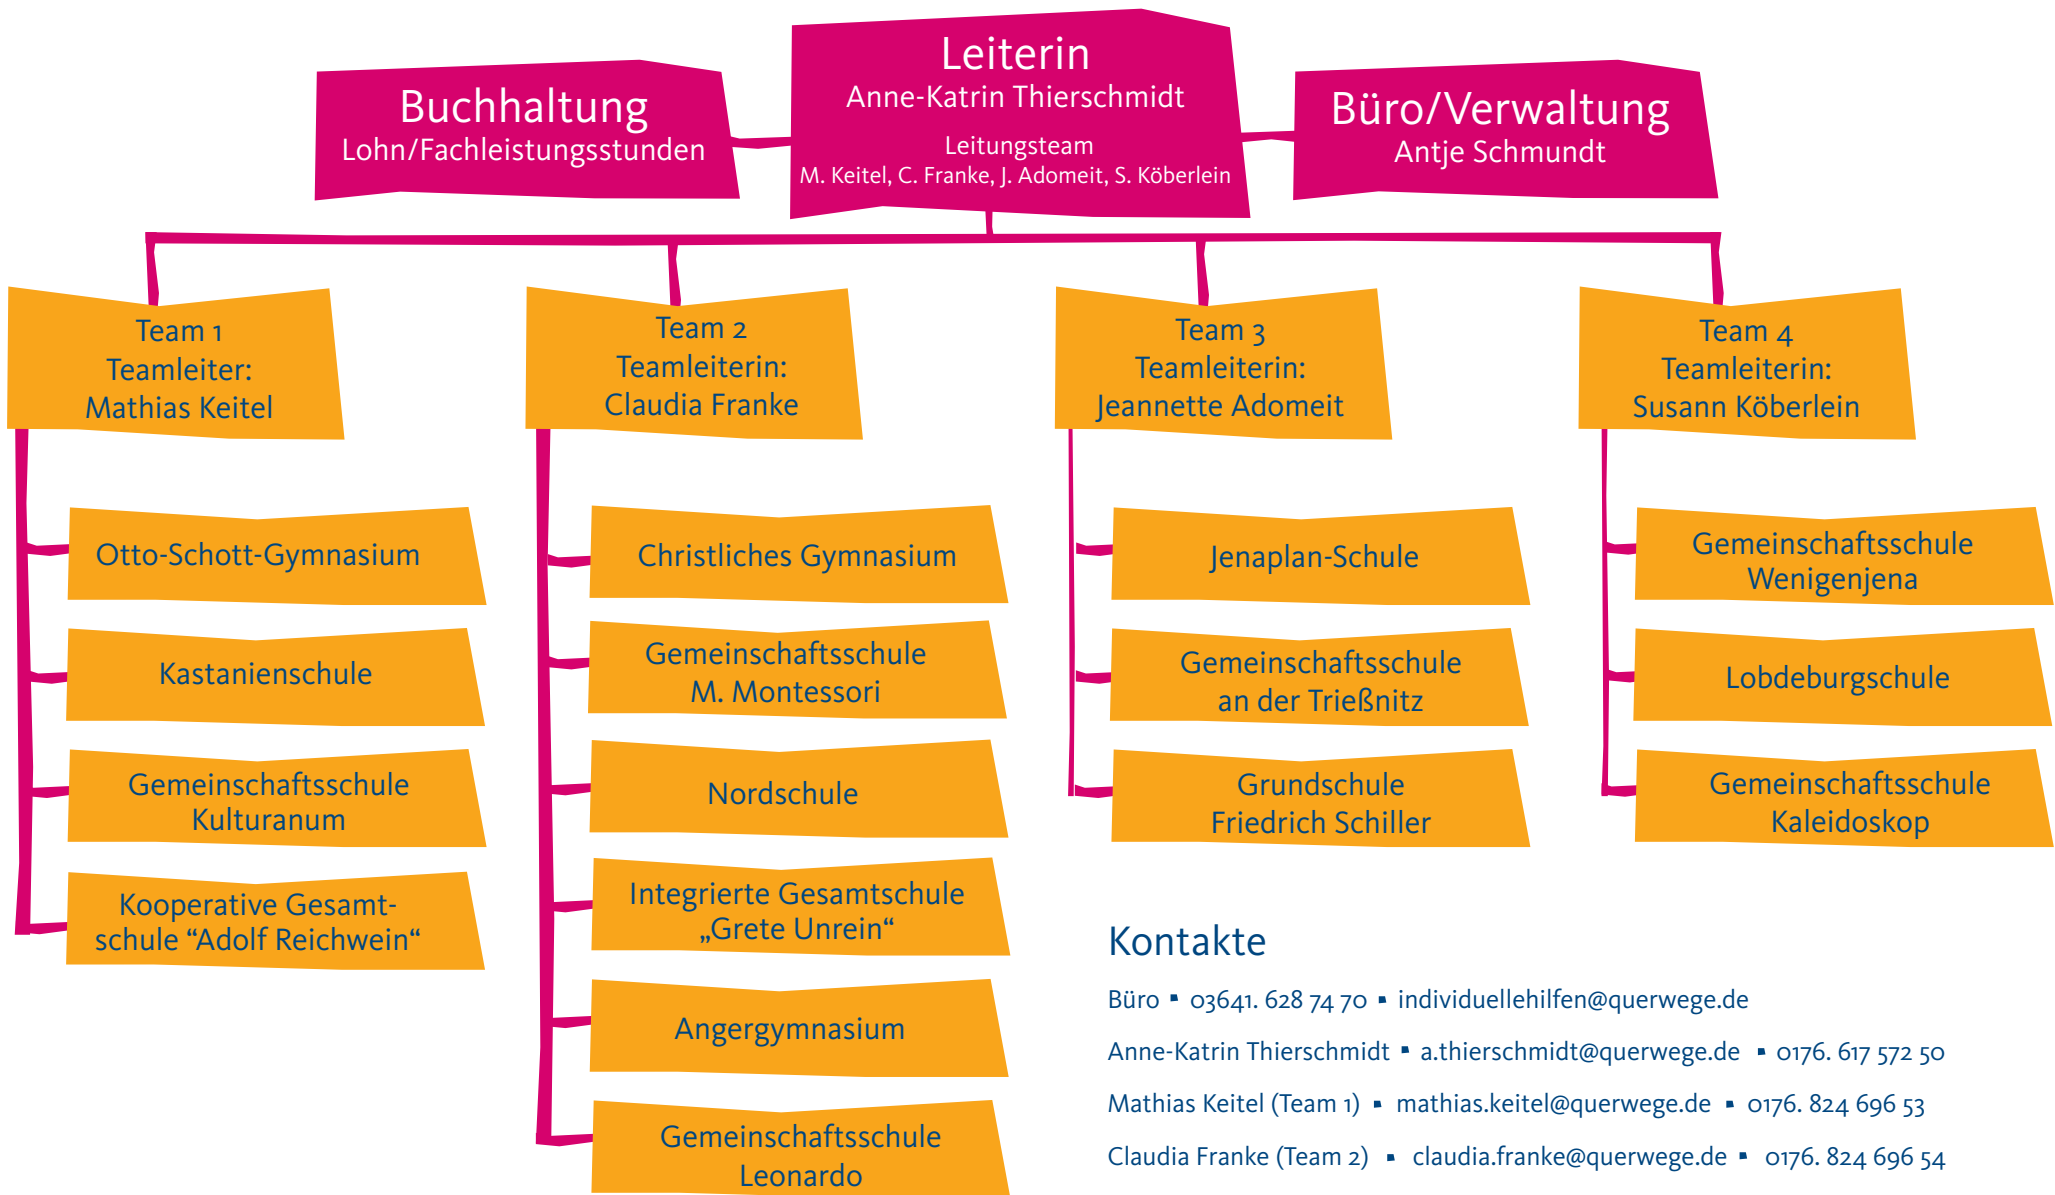 Buchhaltung
Lohn/Fachleistungsstunden
Leiterin
Anne-Katrin Thierschmidt
Leitungsteam
M. Keitel, C. Franke, J. Adomeit, S. Köberlein
Büro/Verwaltung
Antje Schmundt
Team 1
Teamleiter:
Mathias Keitel
Team 2
Teamleiterin:
Claudia Franke
Team 3
Teamleiterin:
Jeannette Adomeit
Team 4
Teamleiterin:
Susann Köberlein
Otto-Schott-Gymnasium
Kastanienschule
Gemeinschaftsschule
Kulturanum
Kooperative Gesamt-
schule “Adolf Reichwein“
Christliches Gymnasium
Gemeinschaftsschule
M. Montessori
Nordschule
Integrierte Gesamtschule
„Grete Unrein“
Angergymnasium
Gemeinschaftsschule
Leonardo
Jenaplan-Schule
Gemeinschaftsschule
an der Trießnitz
Grundschule
Friedrich Schiller
Gemeinschaftsschule
Wenigenjena
Lobdeburgschule
Gemeinschaftsschule
Kaleidoskop
Kontakte
Büro ▪ 03641. 628 74 70 ▪ individuellehilfen@querwege.de
Anne-Katrin Thierschmidt ▪ a.thierschmidt@querwege.de ▪ 0176. 617 572 50
Mathias Keitel (Team 1) ▪ mathias.keitel@querwege.de ▪ 0176. 824 696 53
Claudia Franke (Team 2) ▪ claudia.franke@querwege.de ▪ 0176. 824 696 54